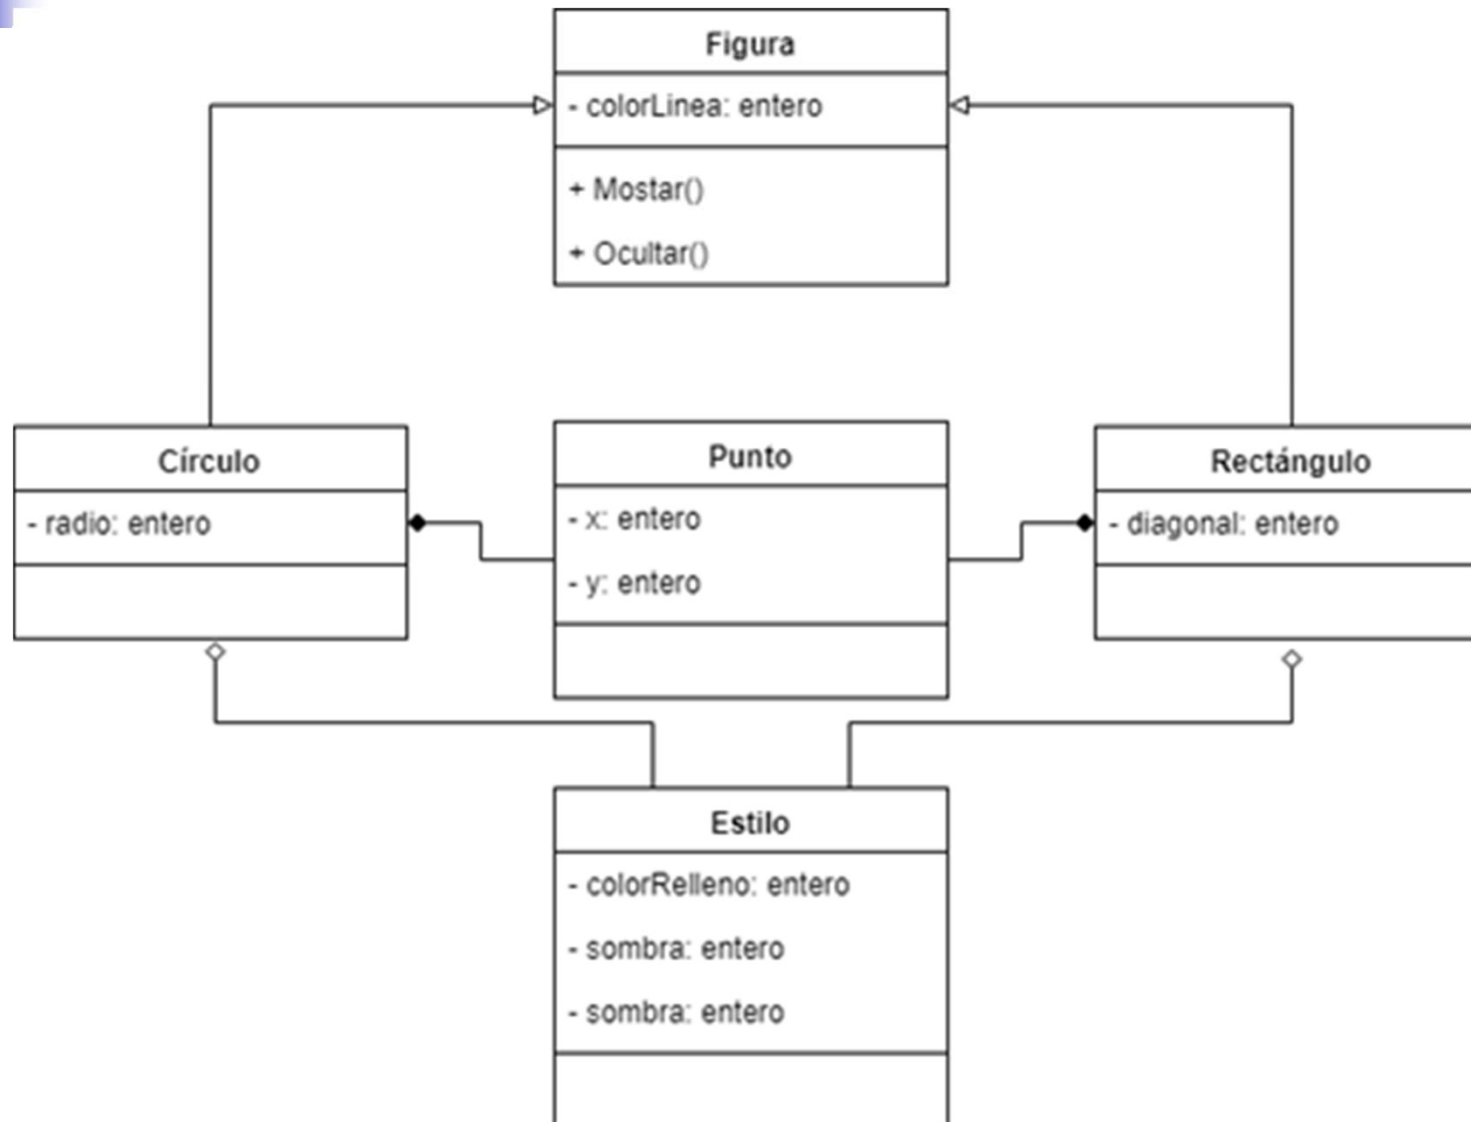 Figura
- colorLinea: entero
+ Mostar()
+ Ocultar()
Círculo
- radio: entero
Punto
- x: entero
- y: entero
Rectángulo
- diagonal: entero
Estilo
- colorRelleno: entero
- sombra: entero
- sombra: entero